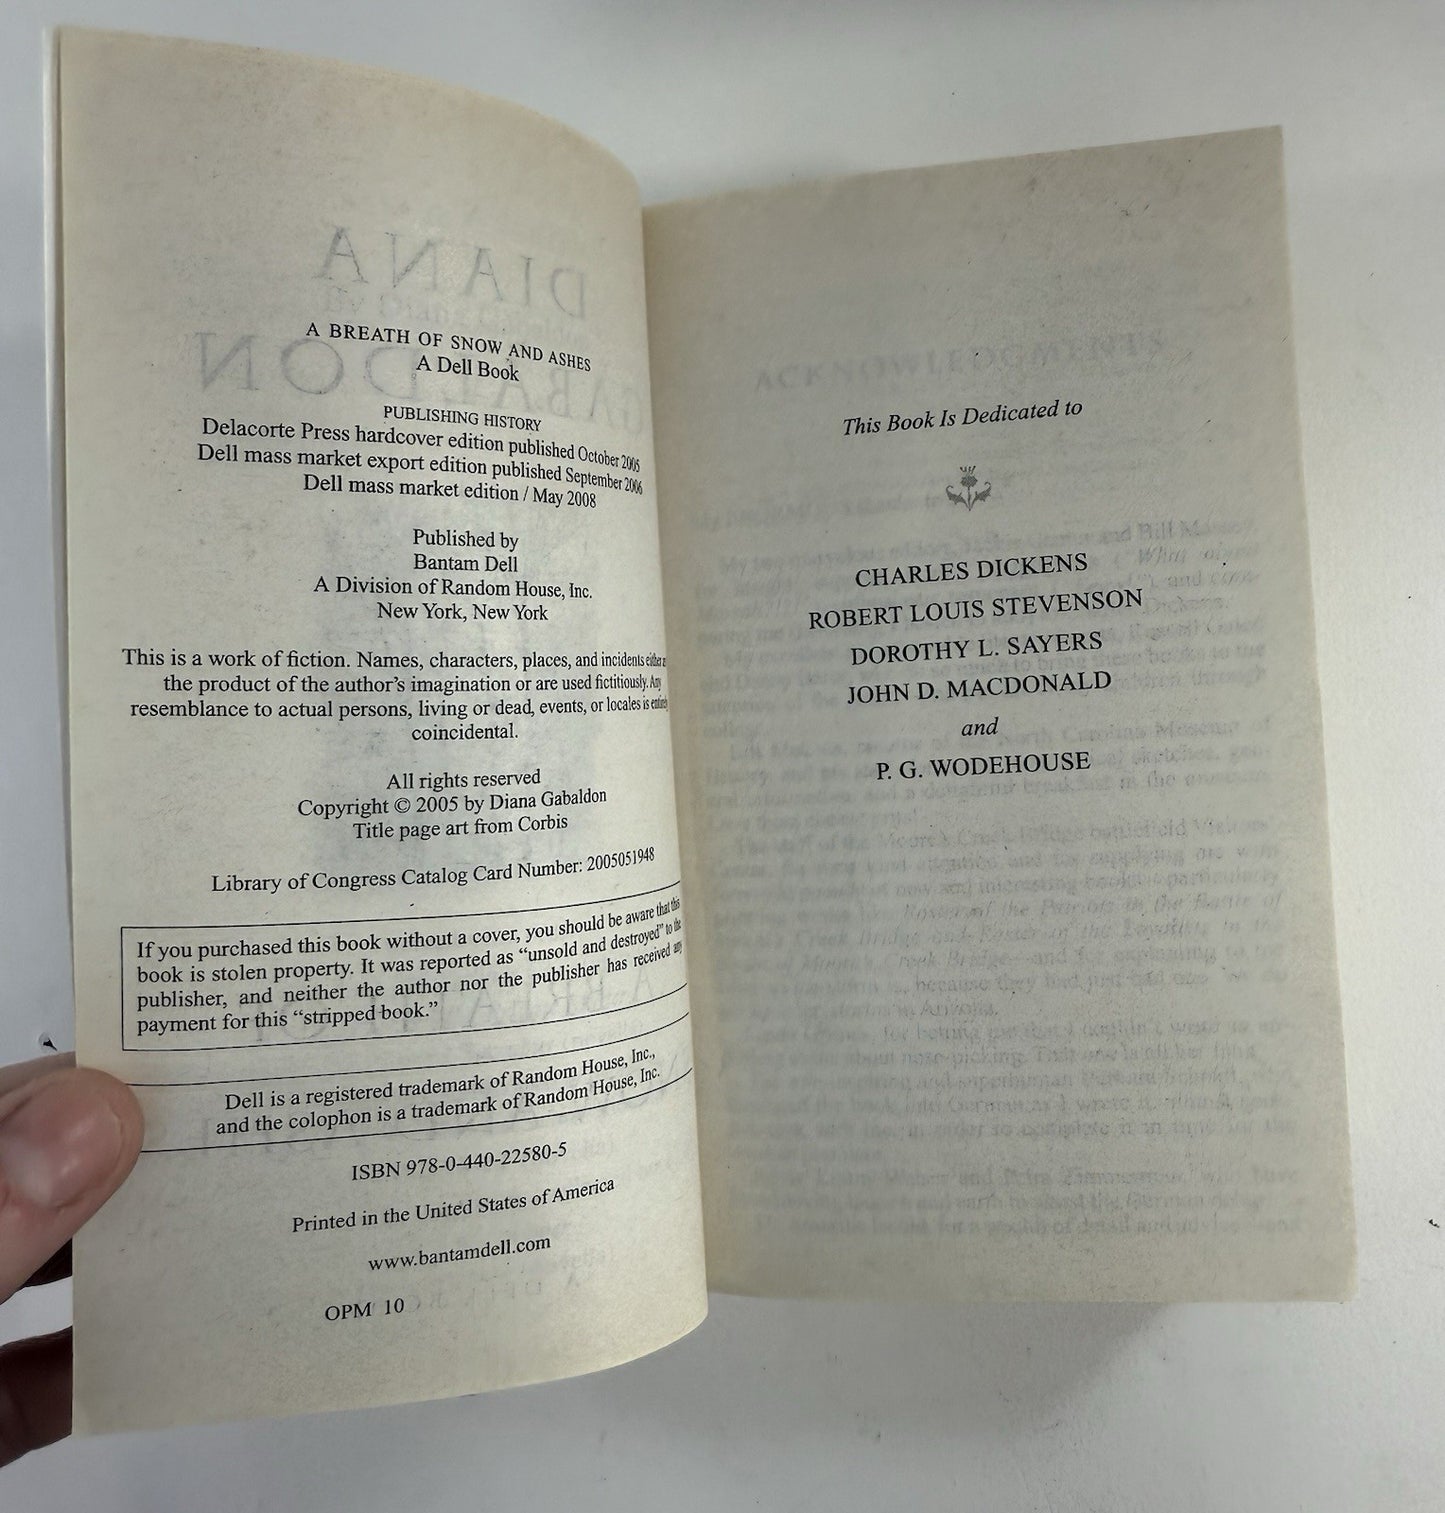 A BREATH OF SNOW AND ASHES
A Dell Book
PUBLISHING HISTORY
Delacorte Press hardcover edition published October 2005
Dell mass market export edition published September 2006
Dell mass market edition / May 2008
Published by
Bantam Dell
A Division of Random House, Inc.
New York, New York
This is a work of fiction. Names, characters, places, and incidents either
the product of the author's imagination or are used fictitiously. Any
resemblance to actual persons, living or dead, events, or locales is entirely
coincidental.
All rights reserved
Copyright © 2005 by Diana Gabaldon
Title page art from Corbis
Library of Congress Catalog Card Number: 2005051948
If you purchased this book without a cover, you should be aware that this
book is stolen property. It was reported as “unsold and destroyed” to the
publisher, and neither the author nor the publisher has received any
payment for this “stripped book.”
Dell is a registered trademark of Random House, Inc.,
and the colophon is a trademark of Random House, Inc.
ISBN 978-0-440-22580-5
Printed in the United States of America
www.bantamdell.com
OPM 10
ACKNOWLEDGMENTS
This Book Is Dedicated to
CHARLES DICKENS
ROBERT LOUIS STEVENSON
DOROTHY L. SAYERS
JOHN D. MACDONALD
and
P. G. WODEHOUSE